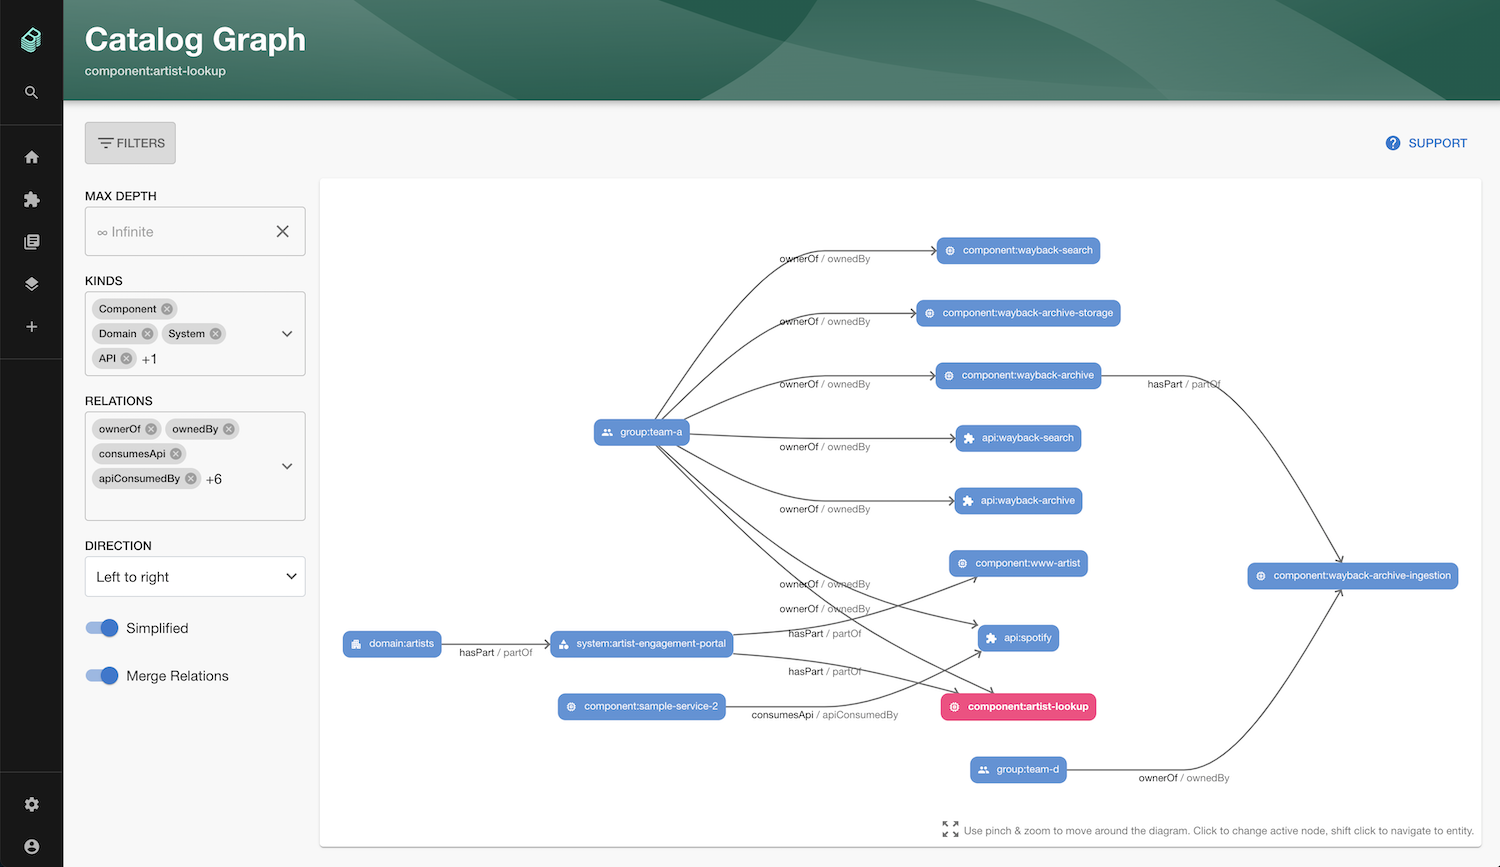 Catalog Graph
component:artist-lookup
FILTERS
SUPPORT
MAX DEPTH
∞ Infinite
KINDS
Component
Domain System
API +1
RELATIONS
ownerOf ownedBy
consumesApi
apiConsumedBy +6
DIRECTION
Left to right
Simplified
Merge Relations
component:wayback-search
ownerOf / ownedBy
component:wayback-archive-storage
ownerOf / ownedBy
component:wayback-archive
ownerOf / ownedBy
hasPart / partOf
group:team-a
api:wayback-search
ownerOf / ownedBy
api:wayback-archive
ownerOf / ownedBy
component:www-artist
component:wayback-archive-ingestion
ownerOf / ownedBy
ownerOf / ownedBy
hasPart / partOf
api:spotify
domain:artists
hasPart / partOf
system:artist-engagement-portal
hasPart / partOf
component:sample-service-2
consumesApi / apiConsumedBy
component:artist-lookup
group:team-d
ownerOf / ownedBy
Use pinch & zoom to move around the diagram. Click to change active node, shift click to navigate to entity.